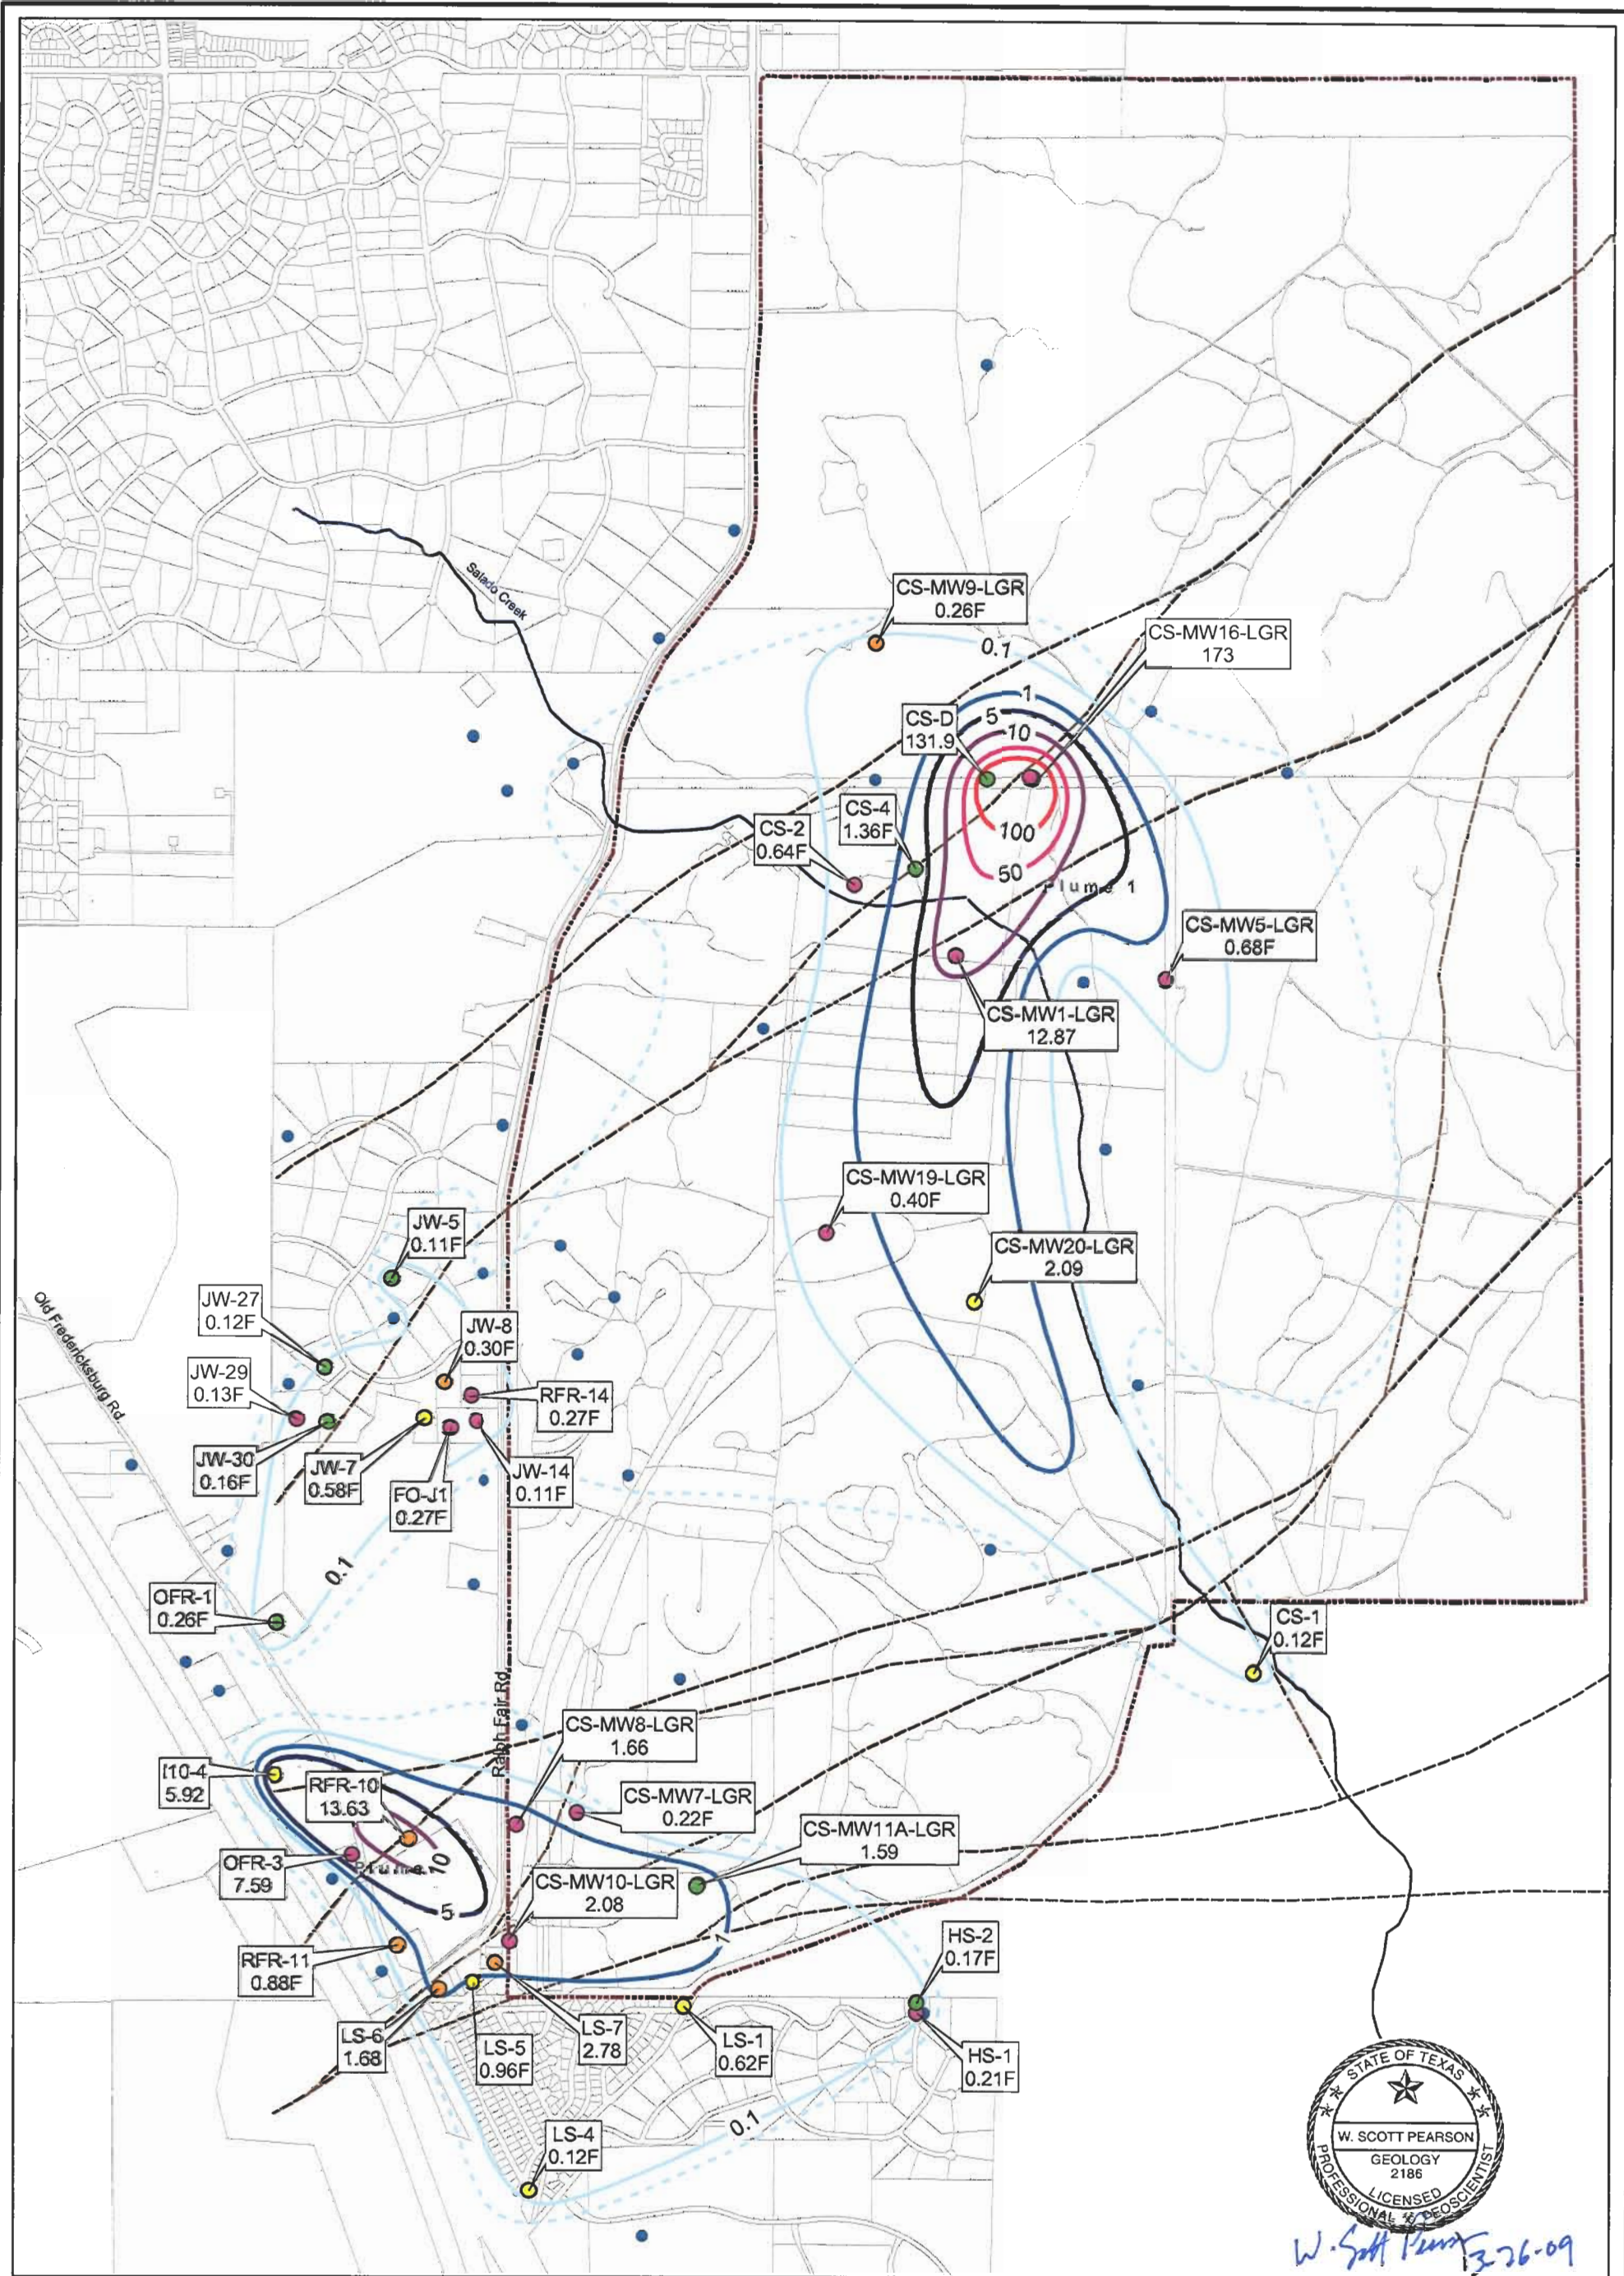 Salado Creek
CS-MW9-LGR
0.26F
0.1
CS-MW16-LGR
173
1
CS-D
131.9
5
10
CS-4
1.36F
CS-2
0.64F
100
50
Plume 1
CS-MW5-LGR
0.68F
CS-MW1-LGR
12.87
CS-MW19-LGR
0.40F
JW-5
0.11F
CS-MW20-LGR
2.09
JW-27
0.12F
Old Fredericksburg Rd
JW-8
0.30F
JW-29
0.13F
RFR-14
0.27F
JW-30
0.16F
JW-7
0.58F
FO-J1
0.27F
JW-14
0.11F
0.1
OFR-1
0.26F
CS-1
0.12F
Ralph Fair Rd
CS-MW8-LGR
1.66
I10-4
5.92
RFR-10
13.63
CS-MW7-LGR
0.22F
CS-MW11A-LGR
1.59
OFR-3
7.59
10
CS-MW10-LGR
2.08
5
1
RFR-11
0.88F
HS-2
0.17F
LS-6
1.68
LS-5
0.96F
LS-7
2.78
LS-1
0.62F
HS-1
0.21F
0.1
LS-4
0.12F
STATE OF TEXAS
W. SCOTT PEARSON
GEOLOGY
2186
LICENSED
PROFESSIONAL GEOSCIENTIST
W. Scott Pearson 3-26-09